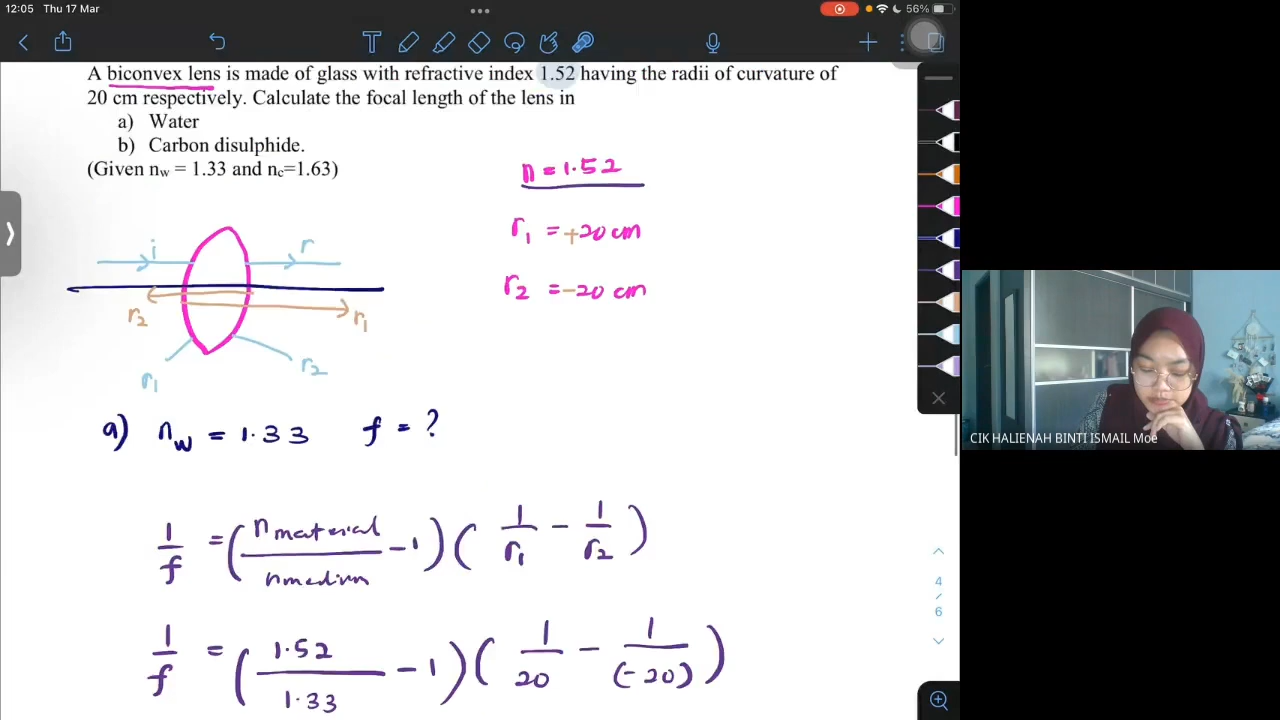 12:05 Thu 17 Mar
56%
T
A biconvex lens is made of glass with refractive index 1.52 having the radii of curvature of
20 cm respectively. Calculate the focal length of the lens in
a) Water
b) Carbon disulphide.
(Given nw = 1.33 and nc=1.63)
n = 1.52
r1 = +20 cm
r2 = -20 cm
i r
r2 r1
r1 r2
a) nw = 1.33 f = ?
1/f = (n material/n medium - 1)(1/r1 - 1/r2)
1/f = (1.52/1.33 - 1)(1/20 - 1/(-20))
4
/
6
CIK HALIENAH BINTI ISMAIL Moe